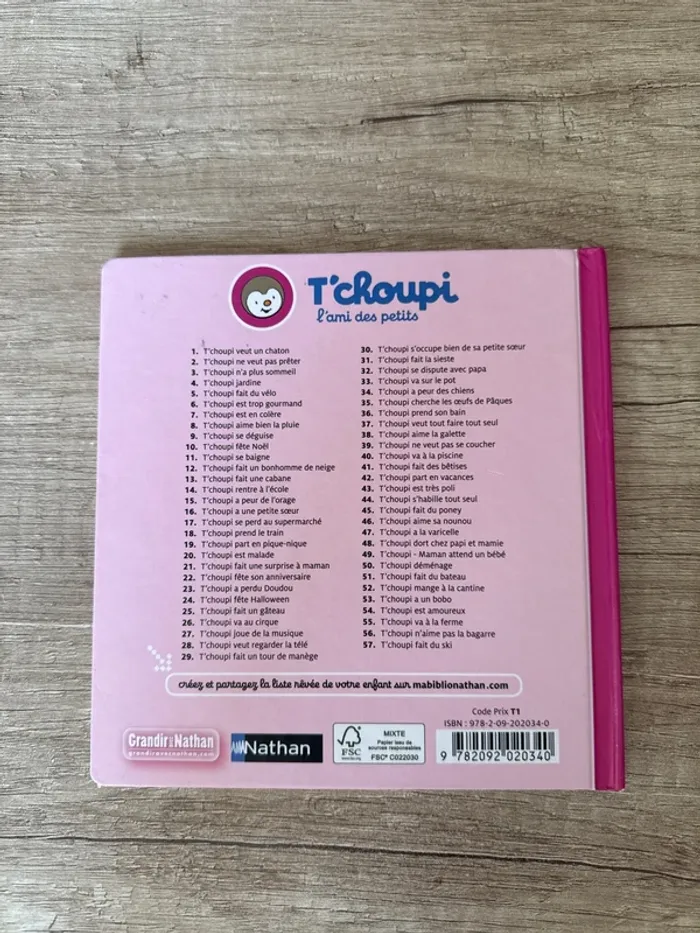 T'choupi
l'ami des petits
1. T'choupi veut un chaton
2. T'choupi ne veut pas prêter
3. T'choupi n'a plus sommeil
4. T'choupi jardine
5. T'choupi fait du vélo
6. T'choupi est trop gourmand
7. T'choupi est en colère
8. T'choupi aime bien la pluie
9. T'choupi se déguise
10. T'choupi fête Noël
11. T'choupi se baigne
12. T'choupi fait un bonhomme de neige
13. T'choupi fait une cabane
14. T'choupi rentre à l'école
15. T'choupi a peur de l'orage
16. T'choupi a une petite sœur
17. T'choupi se perd au supermarché
18. T'choupi prend le train
19. T'choupi part en pique-nique
20. T'choupi est malade
21. T'choupi fait une surprise à maman
22. T'choupi fête son anniversaire
23. T'choupi a perdu Doudou
24. T'choupi fête Halloween
25. T'choupi fait un gâteau
26. T'choupi va au cirque
27. T'choupi joue de la musique
28. T'choupi veut regarder la télé
29. T'choupi fait un tour de manège
30. T'choupi s'occupe bien de sa petite sœur
31. T'choupi fait la sieste
32. T'choupi se dispute avec papa
33. T'choupi va sur le pot
34. T'choupi a peur des chiens
35. T'choupi cherche les œufs de Pâques
36. T'choupi prend son bain
37. T'choupi veut tout faire tout seul
38. T'choupi aime la galette
39. T'choupi ne veut pas se coucher
40. T'choupi va à la piscine
41. T'choupi fait des bêtises
42. T'choupi part en vacances
43. T'choupi est très poli
44. T'choupi s'habille tout seul
45. T'choupi fait du poney
46. T'choupi aime sa nounou
47. T'choupi a la varicelle
48. T'choupi dort chez papi et mamie
49. T'choupi - Maman attend un bébé
50. T'choupi déménage
51. T'choupi fait du bateau
52. T'choupi mange à la cantine
53. T'choupi a un bobo
54. T'choupi est amoureux
55. T'choupi va à la ferme
56. T'choupi n'aime pas la bagarre
57. T'choupi fait du ski
créez et partagez la liste rêvée de votre enfant sur mabiblionathan.com
Code Prix T1
ISBN : 978-2-09-202034-0
Grandir avec Nathan
grandiravecnathan.com
Nathan
FSC
www.fsc.org
MIXTE
Papier issu de
sources responsables
FSC® C022030
9 782092 020340